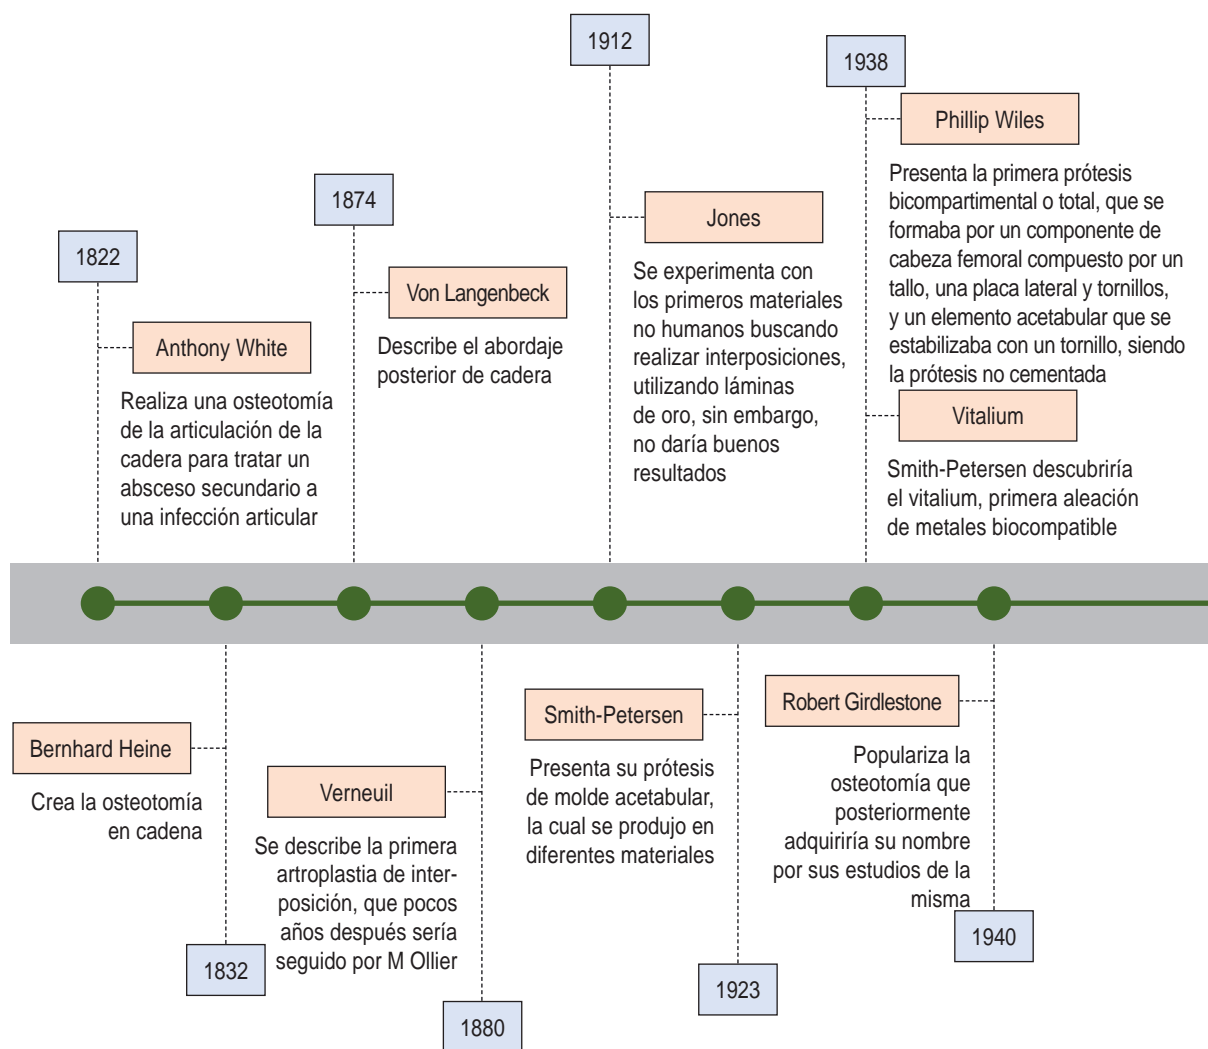 1822
Anthony White
Realiza una osteotomía
de la articulación de la
cadera para tratar un
absceso secundario a
una infección articular
Bernhard Heine
Crea la osteotomía
en cadena
1832
1874
Von Langenbeck
Describe el abordaje
posterior de cadera
Verneuil
Se describe la primera
artroplastia de inter-
posición, que pocos
años después sería
seguido por M Ollier
1880
1912
Jones
Se experimenta con
los primeros materiales
no humanos buscando
realizar interposiciones,
utilizando láminas
de oro, sin embargo,
no daría buenos
resultados
Smith-Petersen
Presenta su prótesis
de molde acetabular,
la cual se produjo en
diferentes materiales
1923
1938
Phillip Wiles
Presenta la primera prótesis
bicompartimental o total, que se
formaba por un componente de
cabeza femoral compuesto por un
tallo, una placa lateral y tornillos,
y un elemento acetabular que se
estabilizaba con un tornillo, siendo
la prótesis no cementada
Vitalium
Smith-Petersen descubriría
el vitalium, primera aleación
de metales biocompatible
Robert Girdlestone
Populariza la
osteotomía que
posteriormente
adquiriría su nombre
por sus estudios de la
misma
1940